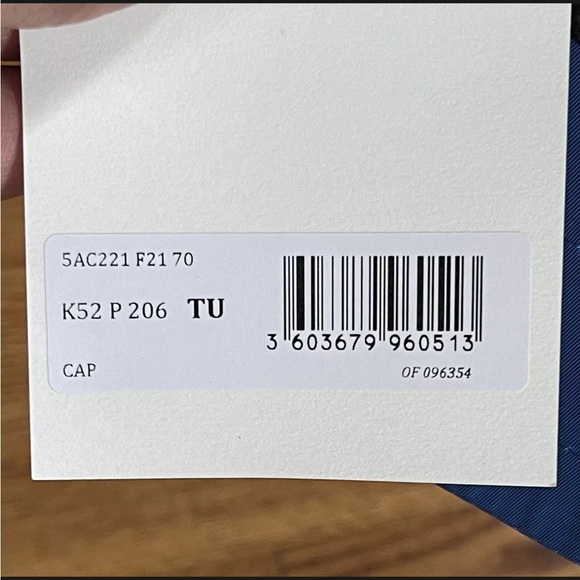 5AC221 F21 70
K52 P 206 TU
3 603679 960513
CAP
OF 096354